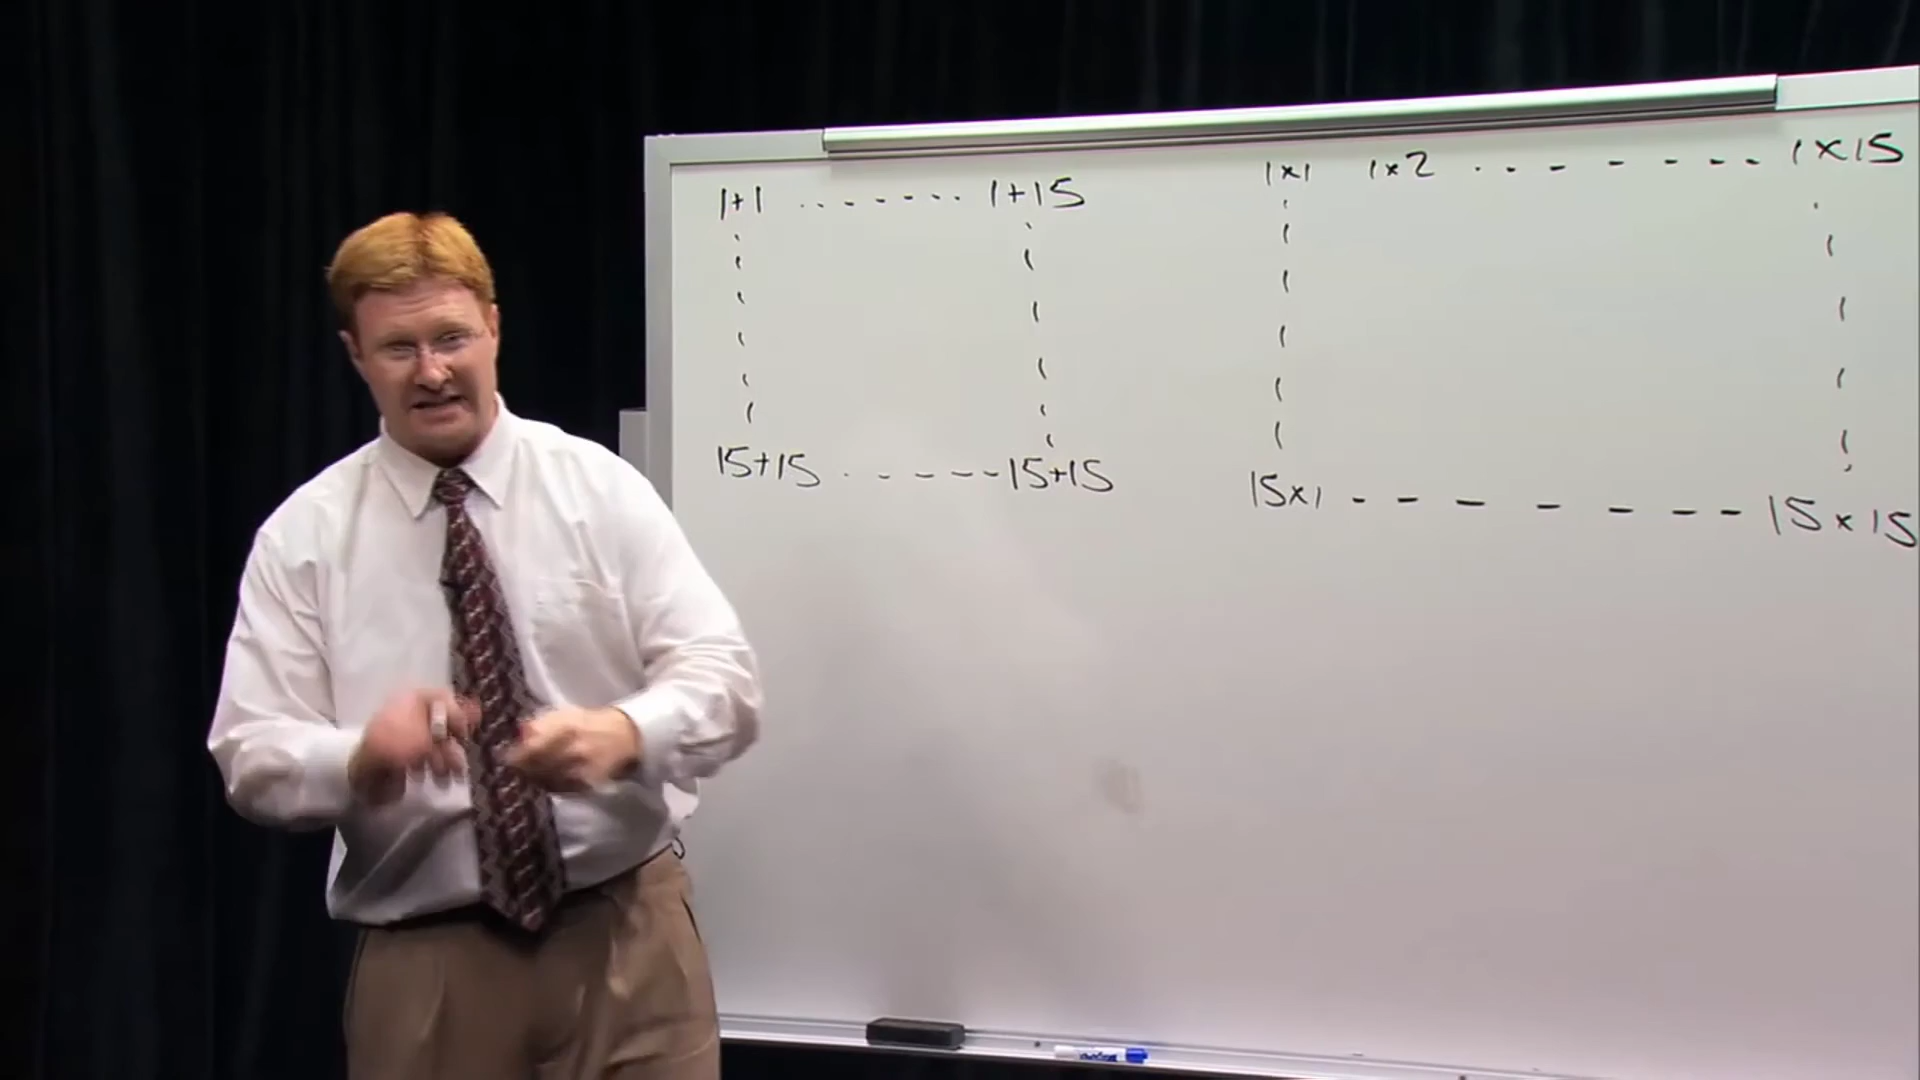 1+1 ....... 1+15
15+15 ------ 15+15
1x1 1x2 -------- 1x15
15x1 -------- 15x15